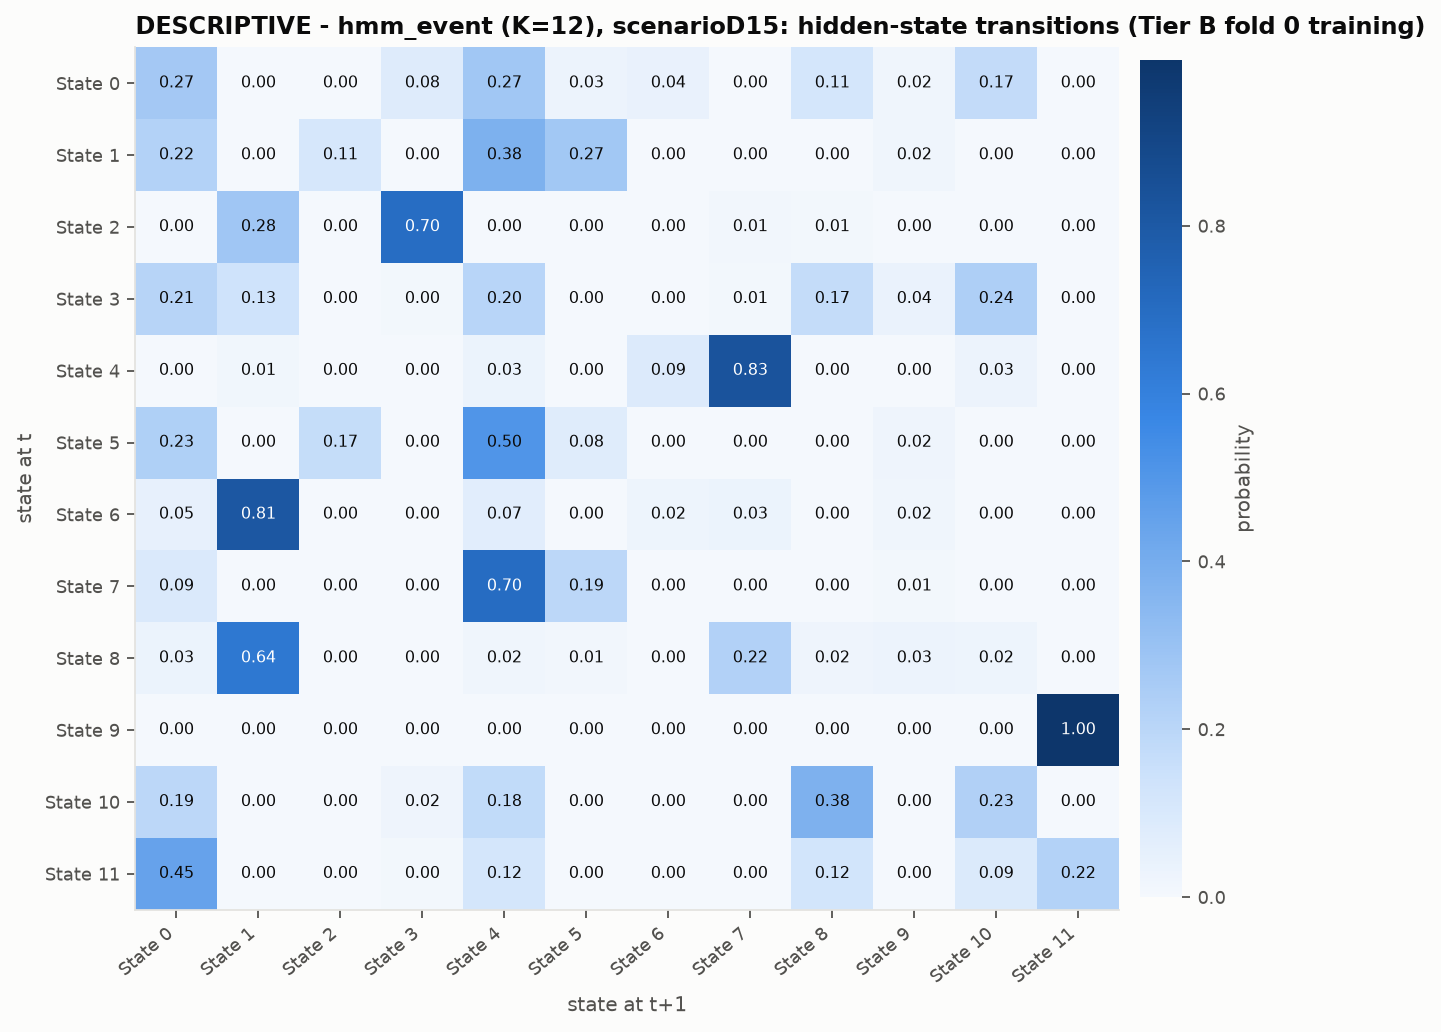 DESCRIPTIVE - hmm_event (K=12), scenarioD15: hidden-state transitions (Tier B fold 0 training)
State 0 0.27 0.00 0.00 0.08 0.27 0.03 0.04 0.00 0.11 0.02 0.17 0.00
State 1 0.22 0.00 0.11 0.00 0.38 0.27 0.00 0.00 0.00 0.02 0.00 0.00
State 2 0.00 0.28 0.00 0.70 0.00 0.00 0.00 0.01 0.01 0.00 0.00 0.00
State 3 0.21 0.13 0.00 0.00 0.20 0.00 0.00 0.01 0.17 0.04 0.24 0.00
State 4 0.00 0.01 0.00 0.00 0.03 0.00 0.09 0.83 0.00 0.00 0.03 0.00
State 5 0.23 0.00 0.17 0.00 0.50 0.08 0.00 0.00 0.00 0.02 0.00 0.00
State 6 0.05 0.81 0.00 0.00 0.07 0.00 0.02 0.03 0.00 0.02 0.00 0.00
State 7 0.09 0.00 0.00 0.00 0.70 0.19 0.00 0.00 0.00 0.01 0.00 0.00
State 8 0.03 0.64 0.00 0.00 0.02 0.01 0.00 0.22 0.02 0.03 0.02 0.00
State 9 0.00 0.00 0.00 0.00 0.00 0.00 0.00 0.00 0.00 0.00 0.00 1.00
State 10 0.19 0.00 0.00 0.02 0.18 0.00 0.00 0.00 0.38 0.00 0.23 0.00
State 11 0.45 0.00 0.00 0.00 0.12 0.00 0.00 0.00 0.12 0.00 0.09 0.22
State 0 State 1 State 2 State 3 State 4 State 5 State 6 State 7 State 8 State 9 State 10 State 11
state at t+1
state at t
0.8
0.6
0.4
0.2
0.0
probability